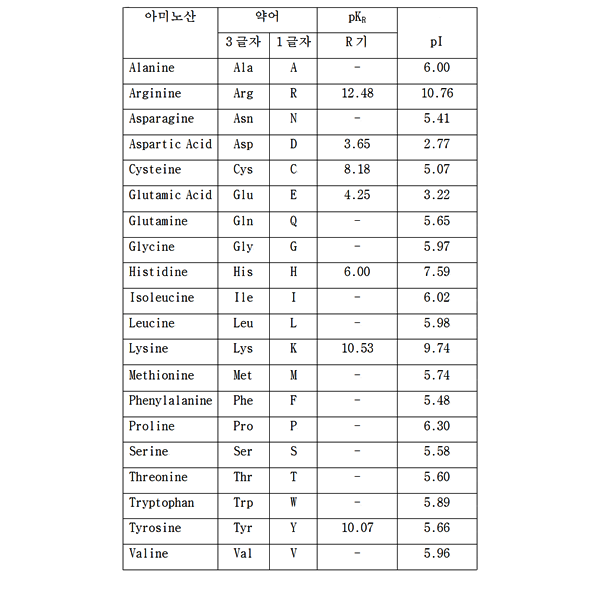 아미노산 약어 pKR
3 글자 1 글자 R 기 pI
Alanine Ala A - 6.00
Arginine Arg R 12.48 10.76
Asparagine Asn N - 5.41
Aspartic Acid Asp D 3.65 2.77
Cysteine Cys C 8.18 5.07
Glutamic Acid Glu E 4.25 3.22
Glutamine Gln Q - 5.65
Glycine Gly G - 5.97
Histidine His H 6.00 7.59
Isoleucine Ile I - 6.02
Leucine Leu L - 5.98
Lysine Lys K 10.53 9.74
Methionine Met M - 5.74
Phenylalanine Phe F - 5.48
Proline Pro P - 6.30
Serine Ser S - 5.58
Threonine Thr T - 5.60
Tryptophan Trp W - 5.89
Tyrosine Tyr Y 10.07 5.66
Valine Val V - 5.96